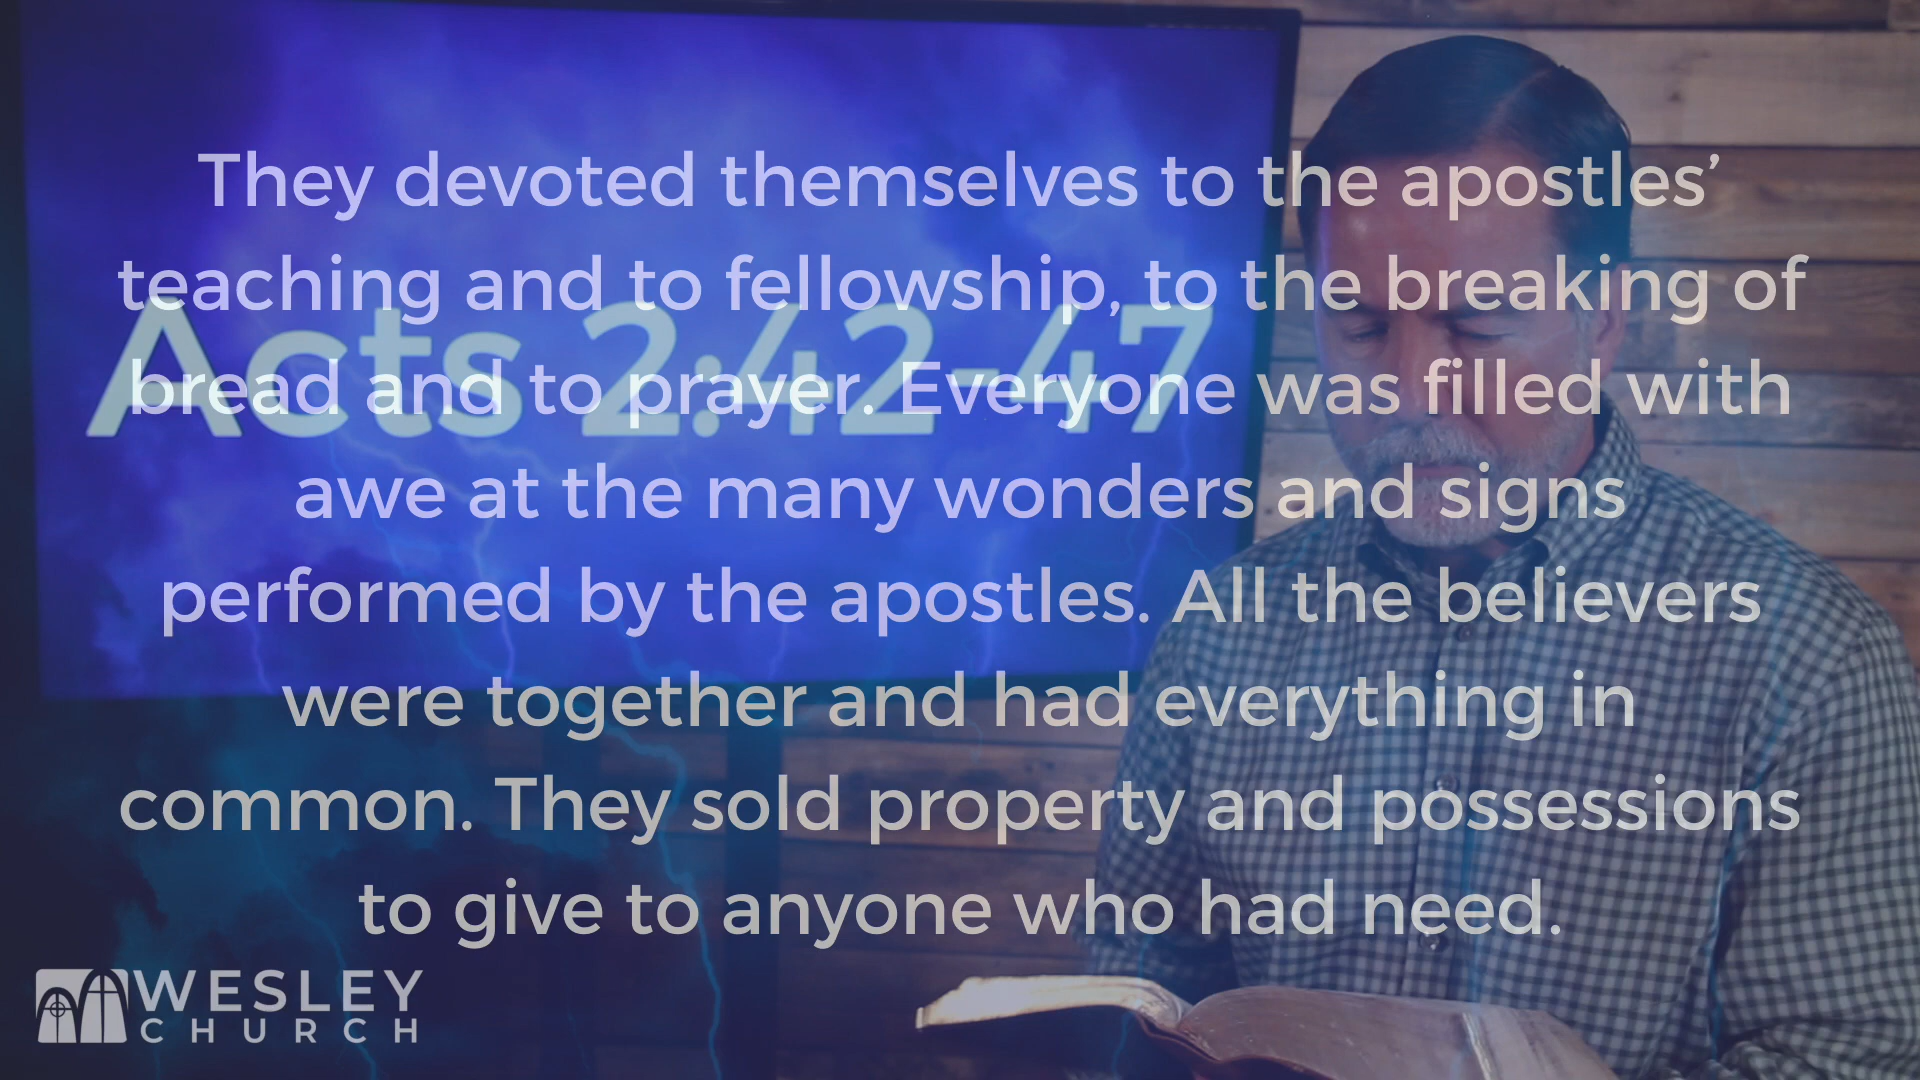 They devoted themselves to the apostles’
teaching and to fellowship, to the breaking of
bread and to prayer. Everyone was filled with
awe at the many wonders and signs
performed by the apostles. All the believers
were together and had everything in
common. They sold property and possessions
to give to anyone who had need.
Acts 2:42-47
WESLEY
CHURCH